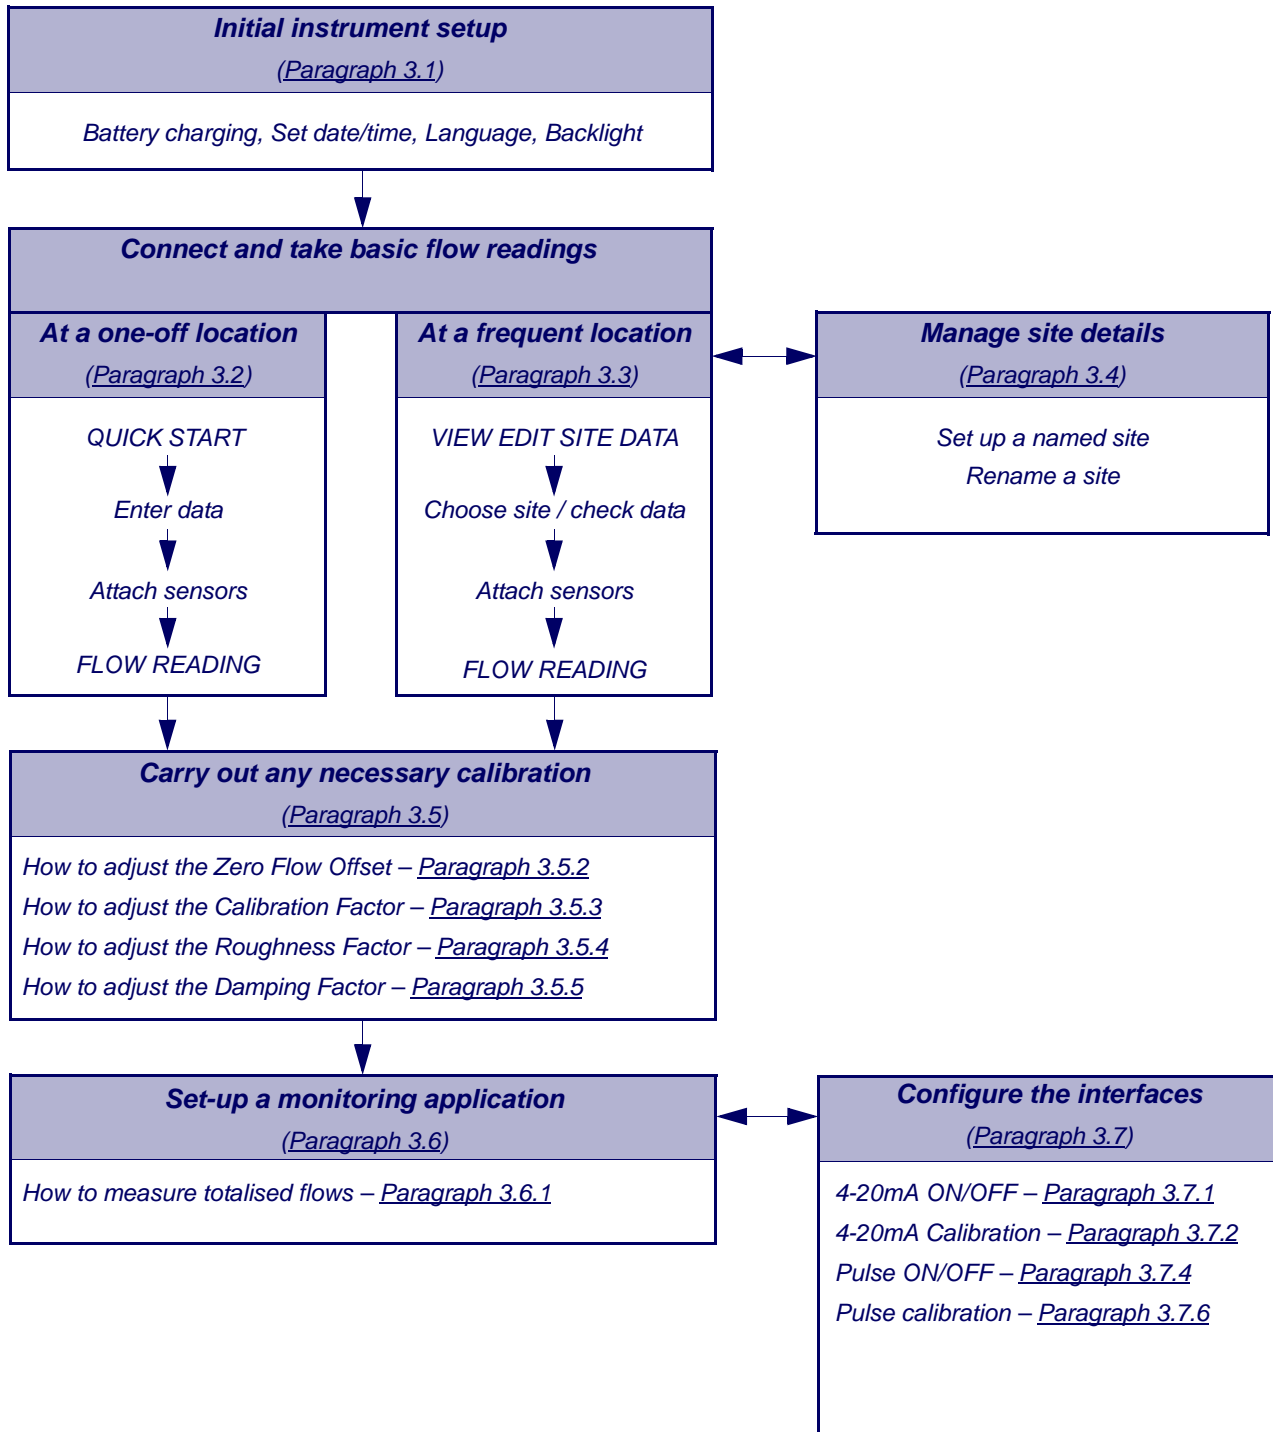 Initial instrument setup
(Paragraph 3.1)
Battery charging, Set date/time, Language, Backlight
Connect and take basic flow readings
At a one-off location
(Paragraph 3.2)
QUICK START
Enter data
Attach sensors
FLOW READING
At a frequent location
(Paragraph 3.3)
VIEW EDIT SITE DATA
Choose site / check data
Attach sensors
FLOW READING
Manage site details
(Paragraph 3.4)
Set up a named site
Rename a site
Carry out any necessary calibration
(Paragraph 3.5)
How to adjust the Zero Flow Offset – Paragraph 3.5.2
How to adjust the Calibration Factor – Paragraph 3.5.3
How to adjust the Roughness Factor – Paragraph 3.5.4
How to adjust the Damping Factor – Paragraph 3.5.5
Set-up a monitoring application
(Paragraph 3.6)
How to measure totalised flows – Paragraph 3.6.1
Configure the interfaces
(Paragraph 3.7)
4-20mA ON/OFF – Paragraph 3.7.1
4-20mA Calibration – Paragraph 3.7.2
Pulse ON/OFF – Paragraph 3.7.4
Pulse calibration – Paragraph 3.7.6